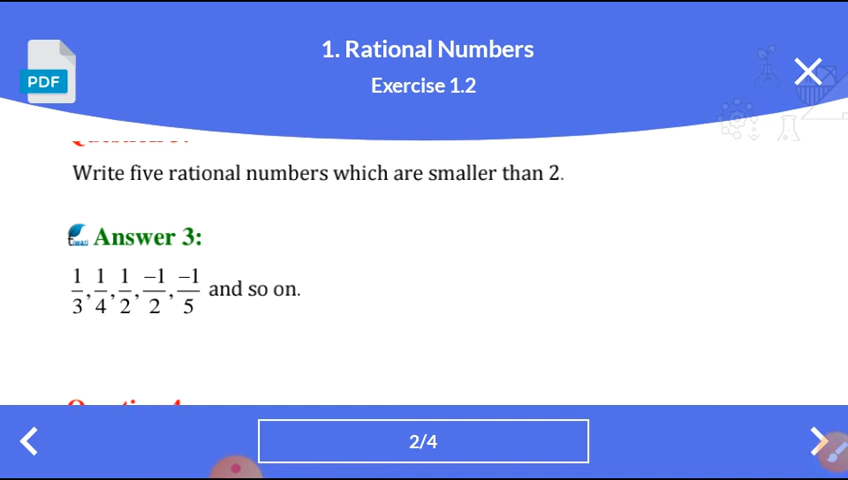 PDF
1. Rational Numbers
Exercise 1.2
Write five rational numbers which are smaller than 2.
Answer 3:
1/3, 1/4, 1/2, −1/2, −1/5 and so on.
2/4